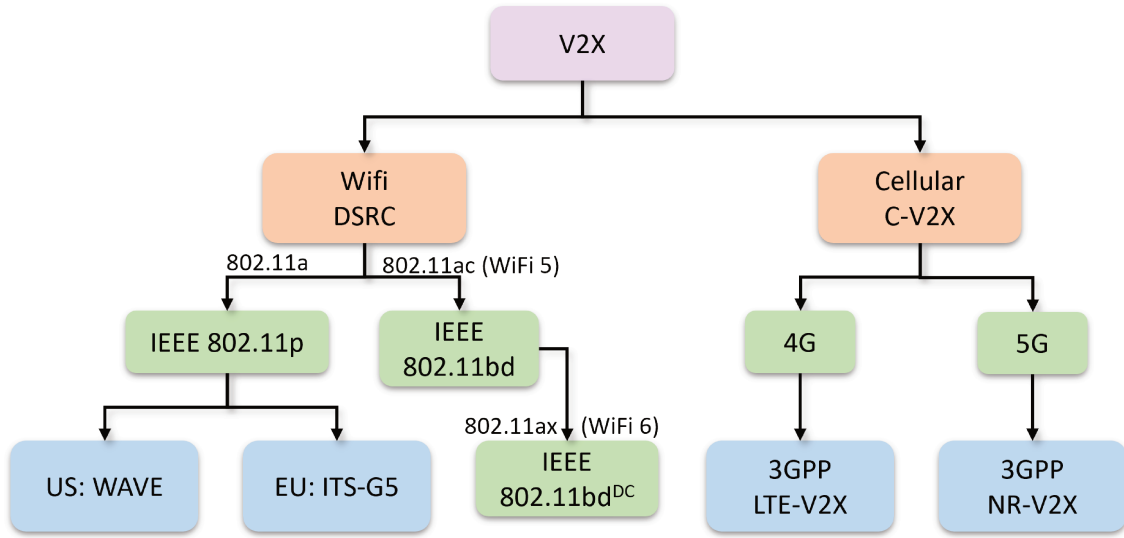 V2X
Wifi
DSRC
Cellular
C-V2X
802.11a
802.11ac (WiFi 5)
IEEE 802.11p
IEEE
802.11bd
4G
5G
802.11ax (WiFi 6)
US: WAVE
EU: ITS-G5
IEEE
802.11bdᴰᶜ
3GPP
LTE-V2X
3GPP
NR-V2X